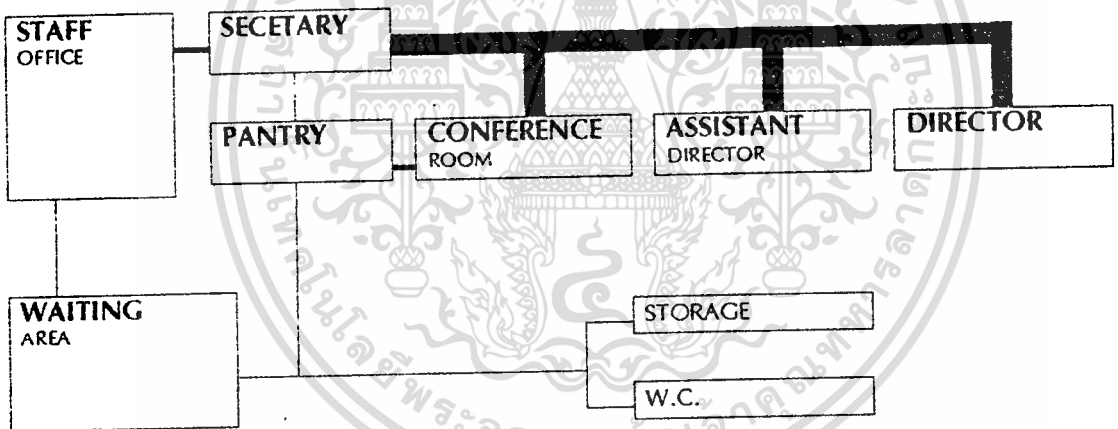 STAFF
OFFICE
SECETARY
PANTRY
CONFERENCE
ROOM
ASSISTANT
DIRECTOR
DIRECTOR
WAITING
AREA
STORAGE
W.C.